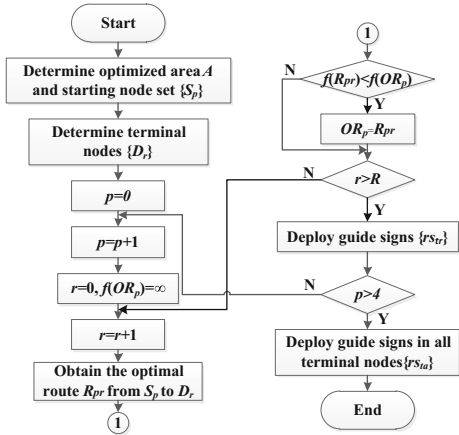 Start
Determine optimized area A
and starting node set {Sp}
Determine terminal
nodes {Dr}
p=0
p=p+1
r=0, f(ORp)=∞
r=r+1
Obtain the optimal
route Rpr from Sp to Dr
1
1
N
f(Rpr)<f(ORp)
Y
ORp=Rpr
N
r>R
Y
Deploy guide signs {rstr}
N
p>4
Y
Deploy guide signs in all
terminal nodes{rsta}
End